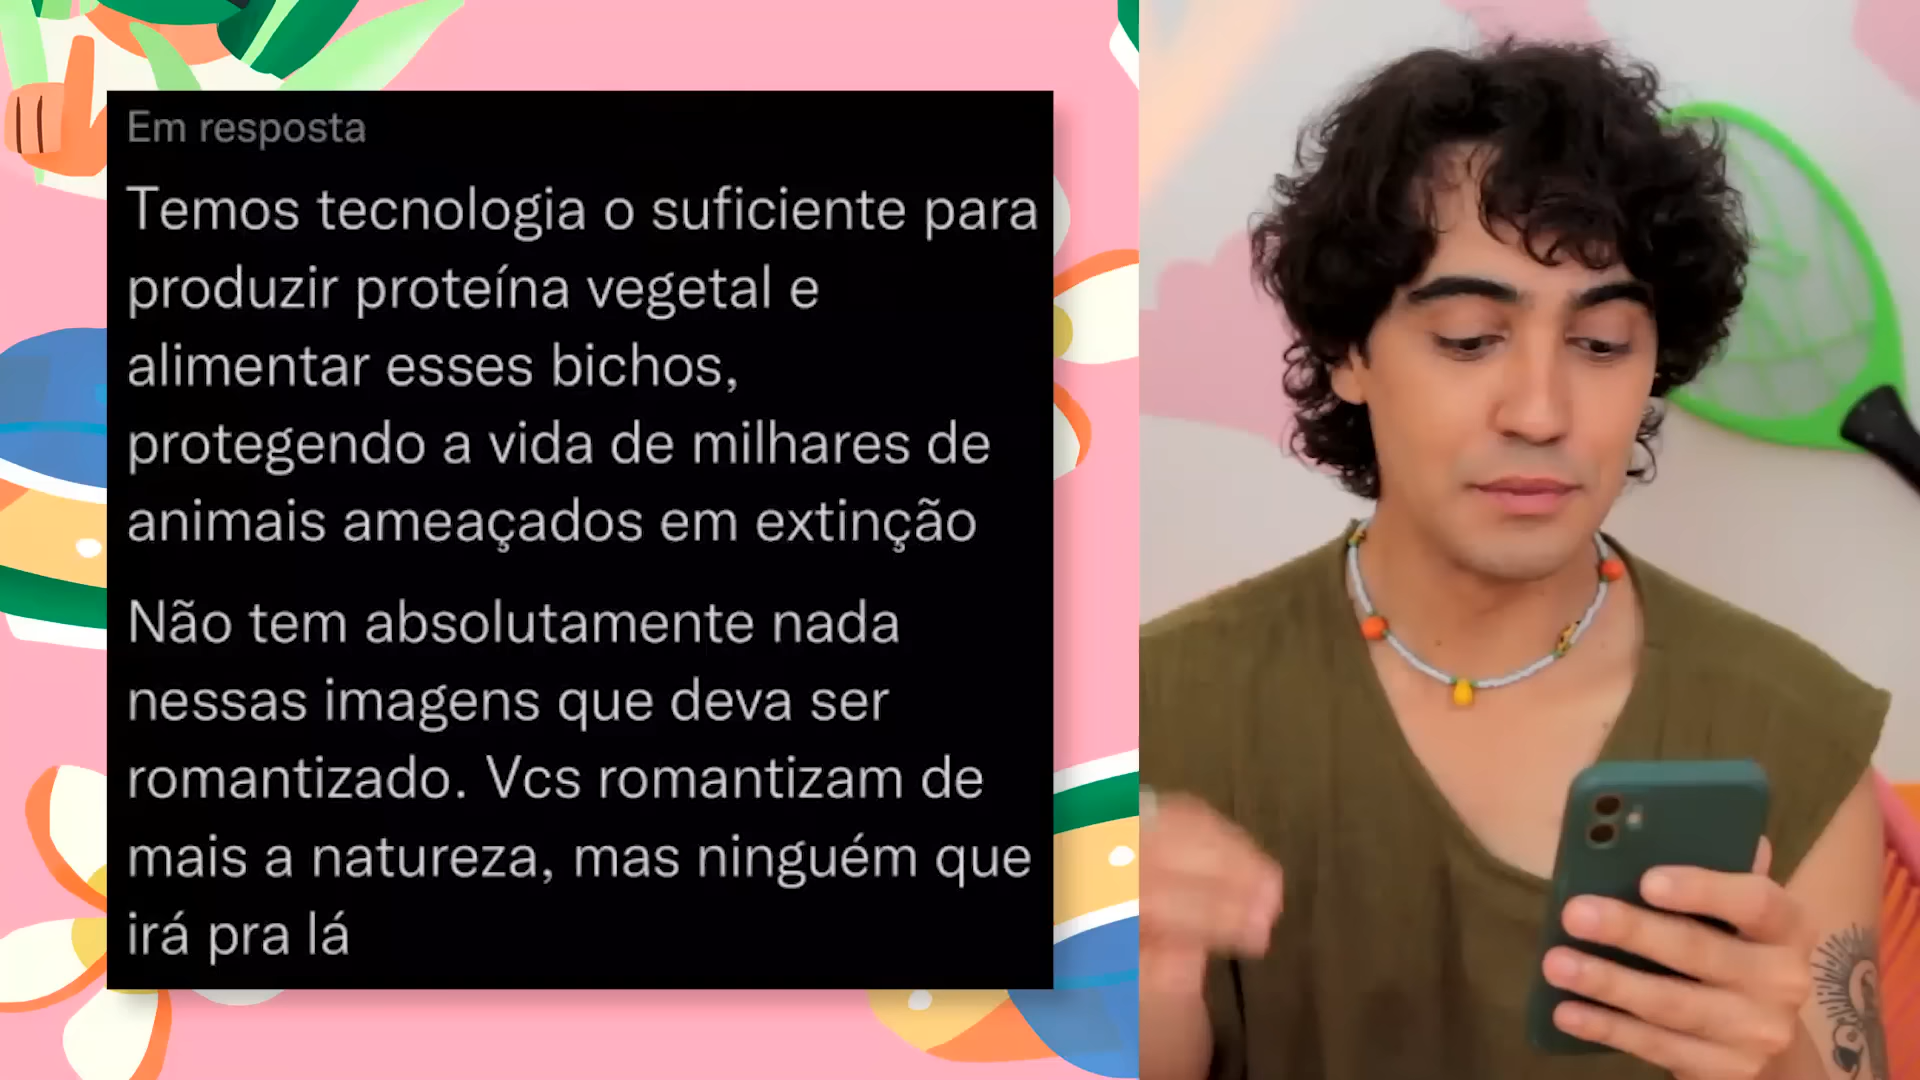 Em resposta
Temos tecnologia o suficiente para
produzir proteína vegetal e
alimentar esses bichos,
protegendo a vida de milhares de
animais ameaçados em extinção
Não tem absolutamente nada
nessas imagens que deva ser
romantizado. Vcs romantizam de
mais a natureza, mas ninguém que
irá pra lá